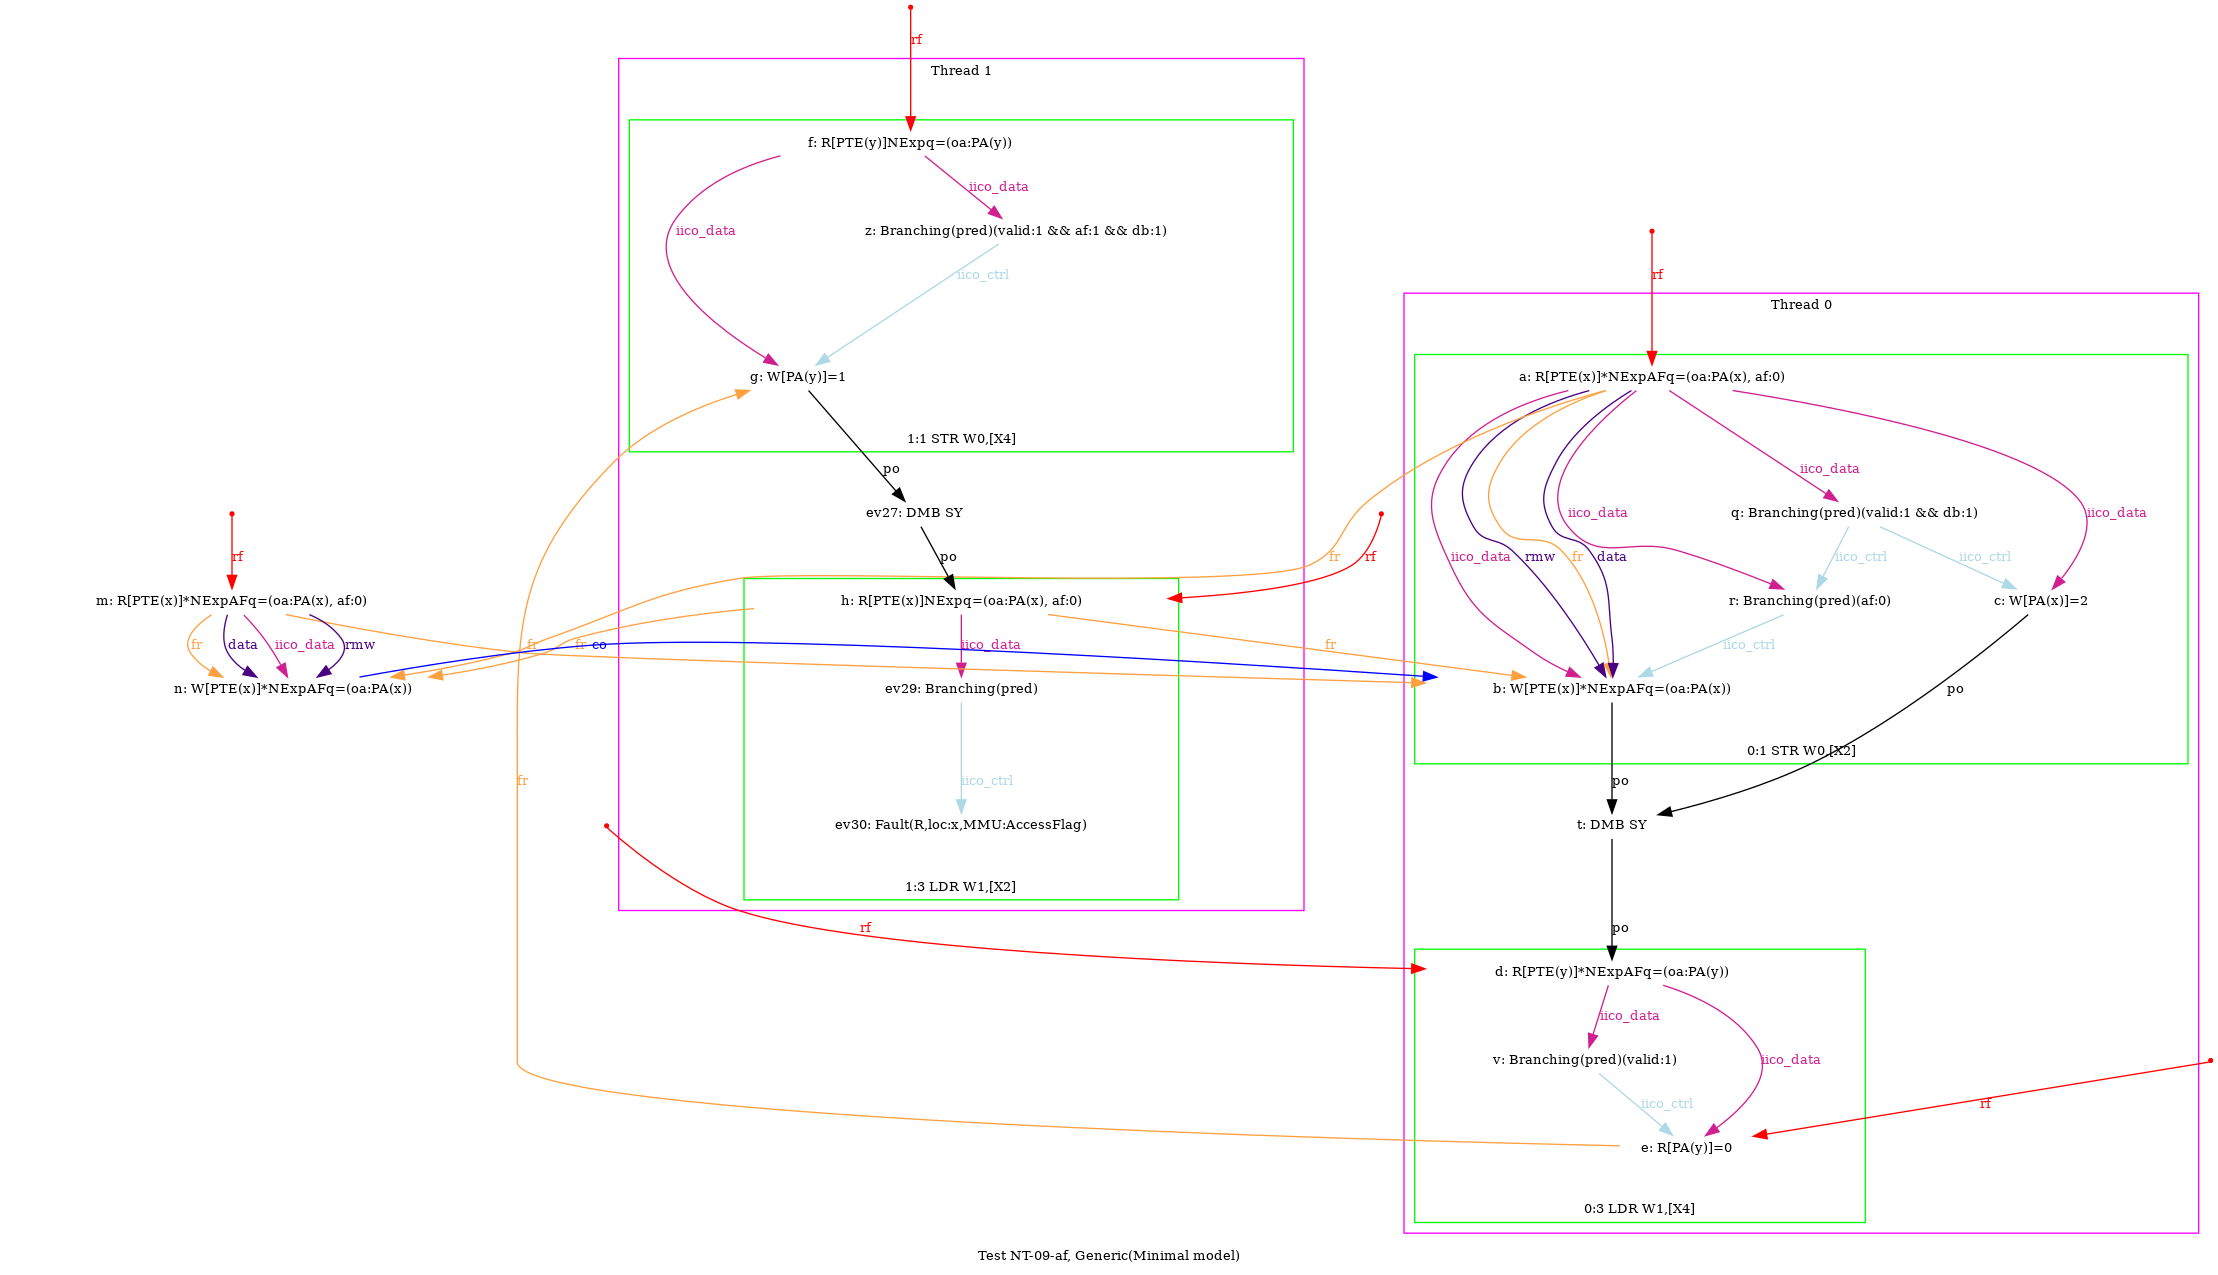 rf
Thread 1
f: R[PTE(y)]NExpq=(oa:PA(y))
iico_data
iico_data
z: Branching(pred)(valid:1 && af:1 && db:1)
rf
iico_ctrl
Thread 0
g: W[PA(y)]=1
a: R[PTE(x)]*NExpAFq=(oa:PA(x), af:0)
1:1 STR W0,[X4]
po
iico_data
ev27: DMB SY
iico_data
q: Branching(pred)(valid:1 && db:1)
iico_data
rf
po
fr
rf
iico_data
rmw
fr
data
iico_ctrl
iico_ctrl
m: R[PTE(x)]*NExpAFq=(oa:PA(x), af:0)
h: R[PTE(x)]NExpq=(oa:PA(x), af:0)
r: Branching(pred)(af:0)
c: W[PA(x)]=2
fr
data
iico_data
rmw
fr
fr
co
iico_data
fr
iico_ctrl
n: W[PTE(x)]*NExpAFq=(oa:PA(x))
ev29: Branching(pred)
b: W[PTE(x)]*NExpAFq=(oa:PA(x))
po
0:1 STR W0,[X2]
fr
iico_ctrl
po
ev30: Fault(R,loc:x,MMU:AccessFlag)
t: DMB SY
1:3 LDR W1,[X2]
rf
po
d: R[PTE(y)]*NExpAFq=(oa:PA(y))
iico_data
v: Branching(pred)(valid:1)
iico_data
iico_ctrl
rf
e: R[PA(y)]=0
0:3 LDR W1,[X4]
Test NT-09-af, Generic(Minimal model)